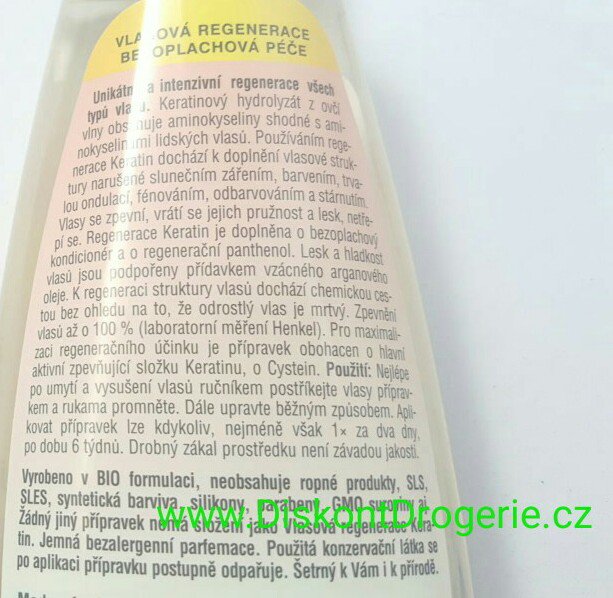 VLASOVÁ REGENERACE
BEZOPLACHOVÁ PÉČE
Unikátní a intenzivní regenerace všech
typů vlasů. Keratinový hydrolyzát z ovčí
vlny obsahuje aminokyseliny shodné s ami-
nokyselinami lidských vlasů. Používáním rege-
nerace Keratin dochází k doplnění vlasové struk-
tury narušené slunečním zářením, barvením, trva-
lou ondulací, fénováním, odbarvováním a stárnutím.
Vlasy se zpevní, vrátí se jejich pružnost a lesk, netře-
pí se. Regenerace Keratin je doplněna o bezoplachový
kondicionér a o regenerační panthenol. Lesk a hladkost
vlasů jsou podpořeny přídavkem vzácného arganového
oleje. K regeneraci struktury vlasů dochází chemickou ces-
tou bez ohledu na to, že odrostlý vlas je mrtvý. Zpevnění
vlasů až o 100 % (laboratorní měření Henkel). Pro maximali-
zaci regeneračního účinku je přípravek obohacen o hlavní
aktivní zpevňující složku Keratinu, o Cystein. Použití: Nejlépe
po umytí a vysušení vlasů ručníkem postříkejte vlasy příprav-
kem a rukama promněte. Dále upravte běžným způsobem. Apli-
kovat přípravek lze kdykoliv, nejméně však 1× za dva dny,
po dobu 6 týdnů. Drobný zákal prostředku není závadou jakosti.
Vyrobeno v BIO formulaci, neobsahuje ropné produkty, SLS,
SLES, syntetická barviva, silikony, parabeny, GMO suroviny aj.
Žádný jiný přípravek nemá složení jako Vlasová regenerace Kera-
tin. Jemná bezalergenní parfemace. Použitá konzervační látka se
po aplikaci přípravku postupně odpařuje. Šetrný k Vám i k přírodě.
www.DiskontDrogerie.cz